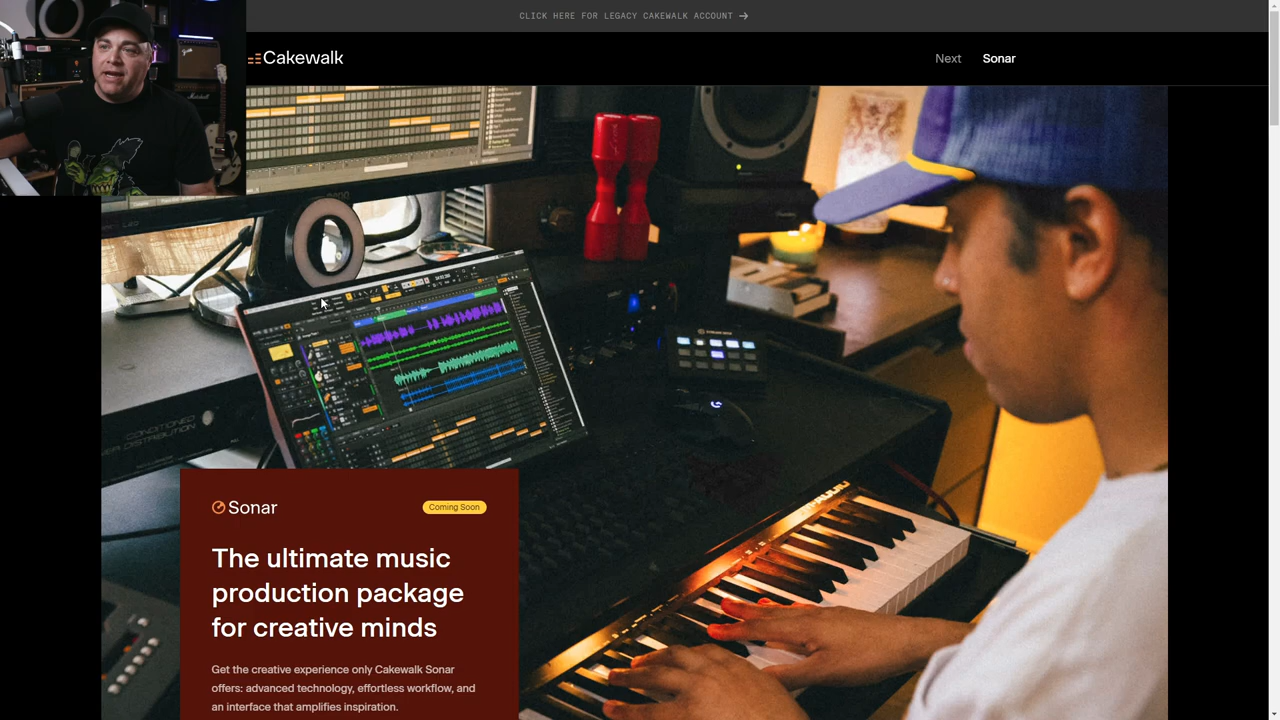 CLICK HERE FOR LEGACY CAKEWALK ACCOUNT →
Cakewalk
Next
Sonar
Sonar
Coming Soon
The ultimate music
production package
for creative minds
Get the creative experience only Cakewalk Sonar
offers: advanced technology, effortless workflow, and
an interface that amplifies inspiration.